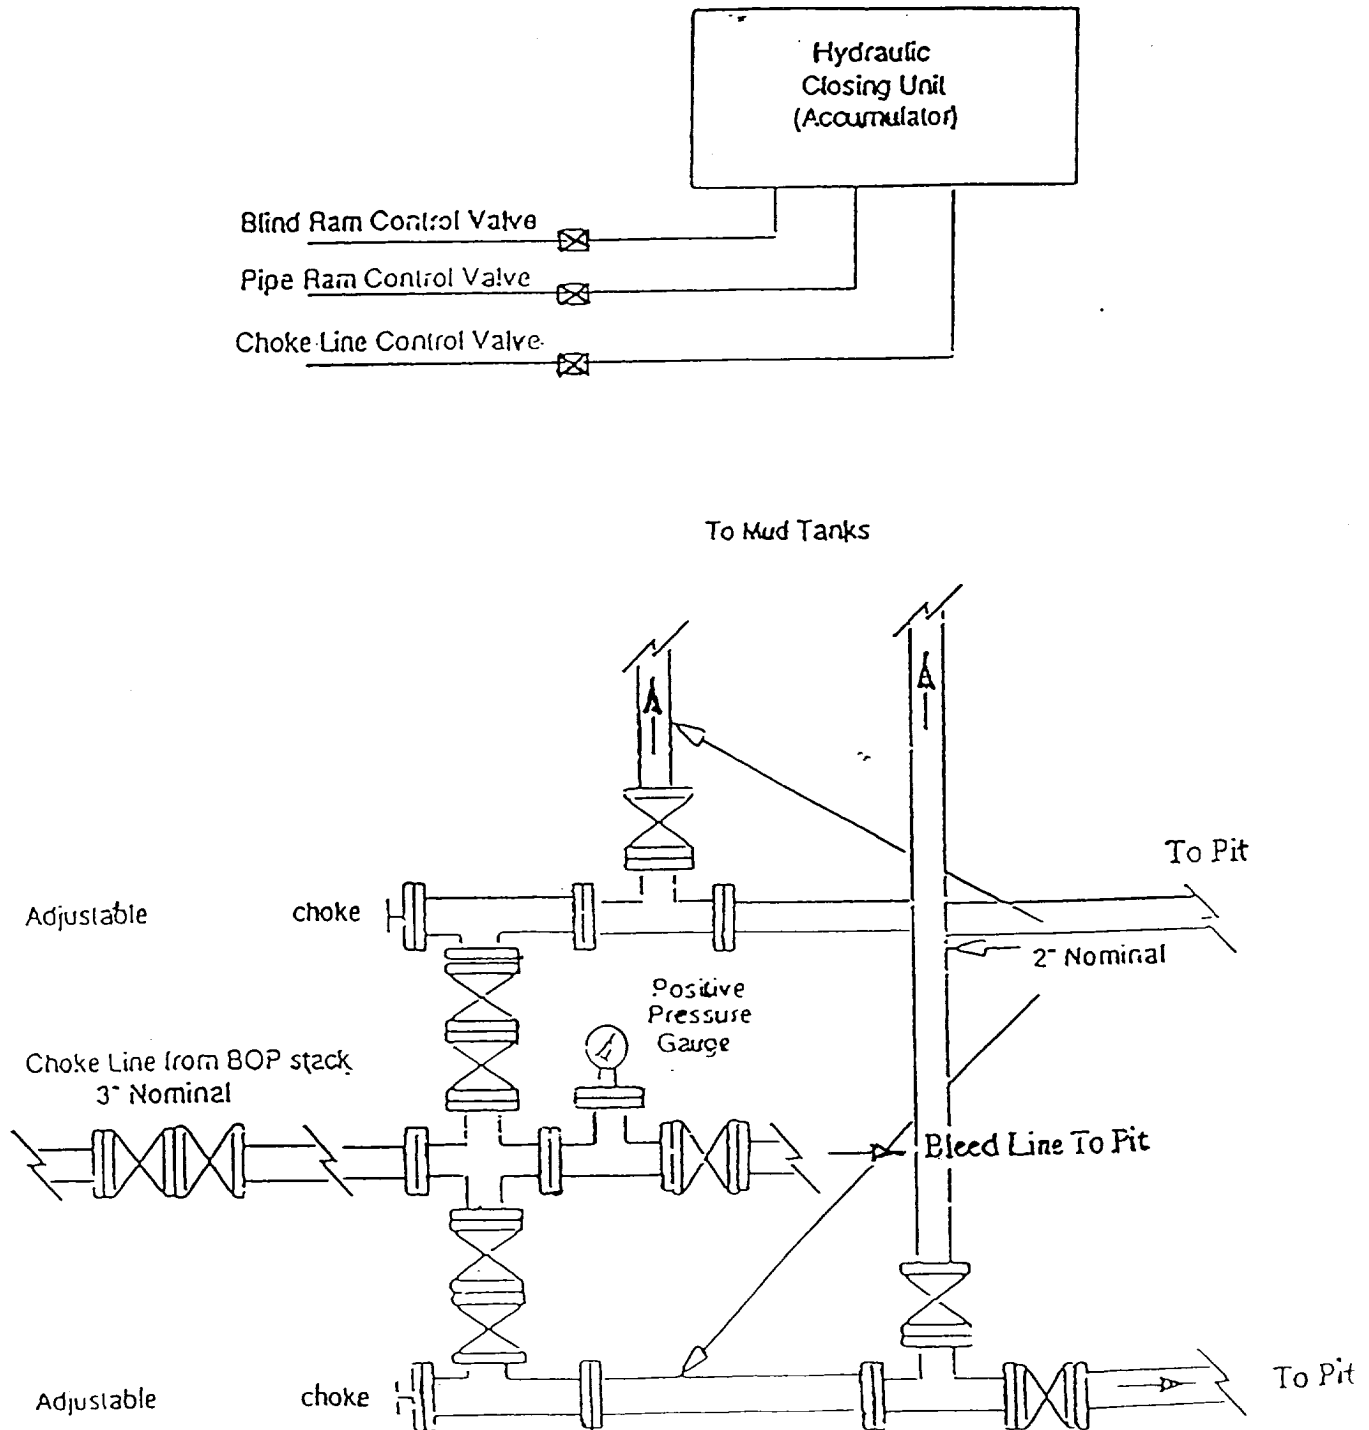 Hydraulic
Closing Unit
(Accumulator)
Blind Ram Control Valve
Pipe Ram Control Valve
Choke Line Control Valve
To Mud Tanks
To Pit
Adjustable choke
2" Nominal
Positive
Pressure
Gauge
Choke Line from BOP stack
3" Nominal
Bleed Line To Pit
Adjustable choke
To Pit